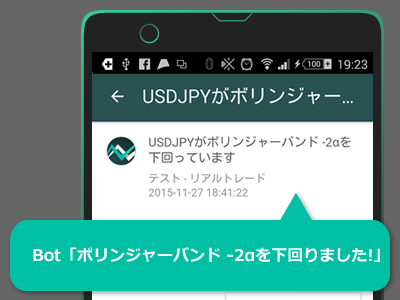 100 19:23
← USDJPYがボリンジャー...
USDJPYがボリンジャーバンド -2αを
下回っています
テスト - リアルトレード
2015-11-27 18:41:22
Bot「ボリンジャーバンド -2αを下回りました!」